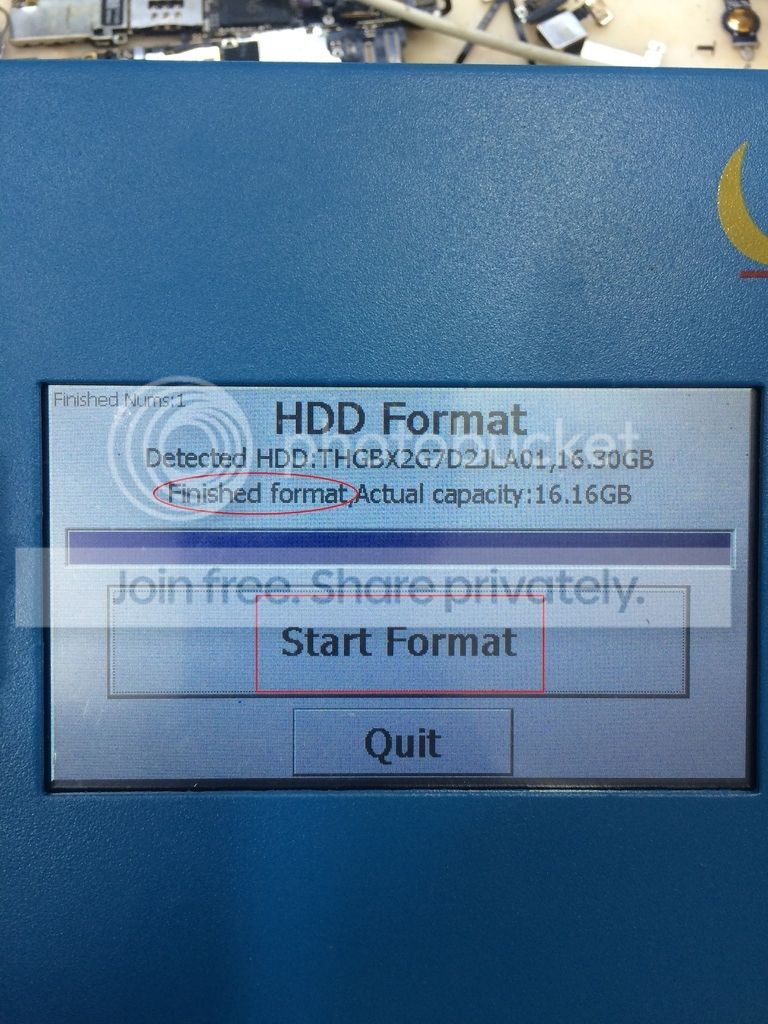 Finished Nums:1
HDD Format
Detected HDD:THGBX2G7D2JLA01,16.30GB
photobucket
Finished format,Actual capacity:16.16GB
Join free. Share privately.
Start Format
Quit